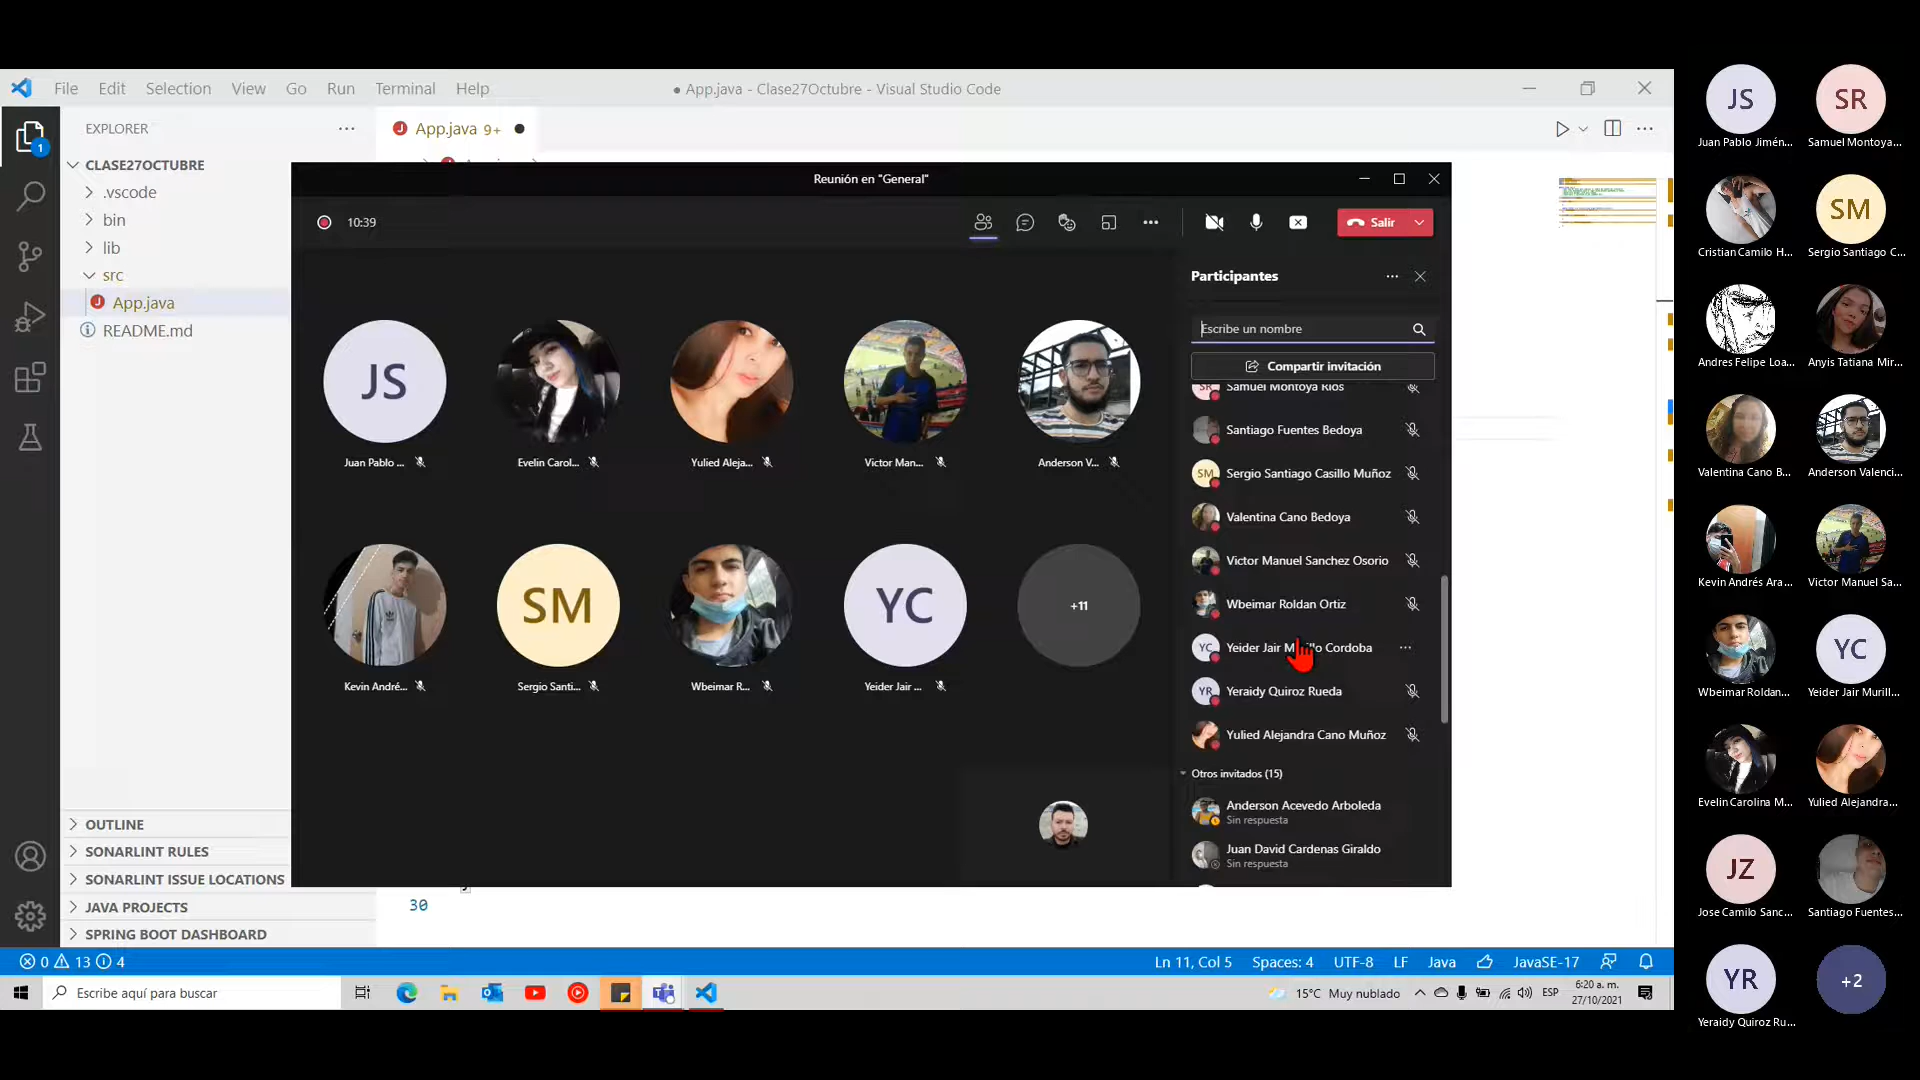 File Edit Selection View Go Run Terminal Help
● App.java - Clase27Octubre - Visual Studio Code
EXPLORER
App.java 9+ ●
CLASE27OCTUBRE
.vscode
bin
lib
src
App.java
README.md
OUTLINE
SONARLINT RULES
SONARLINT ISSUE LOCATIONS
JAVA PROJECTS
SPRING BOOT DASHBOARD
1
30
Reunión en "General"
10:39
Salir
JS
Juan Pablo ...
Evelin Carol...
Yulied Aleja...
Victor Man...
Anderson V...
Kevin André...
SM
Sergio Santi...
Wbeimar R...
YC
Yeider Jair ...
+11
Participantes
Escribe un nombre
Compartir invitación
Samuel Montoya Rios
Santiago Fuentes Bedoya
SM Sergio Santiago Casillo Muñoz
Valentina Cano Bedoya
Victor Manuel Sanchez Osorio
Wbeimar Roldan Ortiz
YC Yeider Jair Murillo Cordoba
YR Yeraidy Quiroz Rueda
Yulied Alejandra Cano Muñoz
Otros invitados (15)
Anderson Acevedo Arboleda
Sin respuesta
Juan David Cardenas Giraldo
Sin respuesta
0 13 4
Ln 11, Col 5 Spaces: 4 UTF-8 LF Java JavaSE-17
Escribe aquí para buscar
15°C Muy nublado
ESP
6:20 a. m.
27/10/2021
JS
Juan Pablo Jimén...
SR
Samuel Montoya...
Cristian Camilo H...
SM
Sergio Santiago C...
Andres Felipe Loa...
Anyis Tatiana Mir...
Valentina Cano B...
Anderson Valenci...
Kevin Andrés Ara...
Victor Manuel Sa...
Wbeimar Roldan...
YC
Yeider Jair Murill...
Evelin Carolina M...
Yulied Alejandra...
JZ
Jose Camilo Sanc...
Santiago Fuentes...
YR
Yeraidy Quiroz Ru...
+2